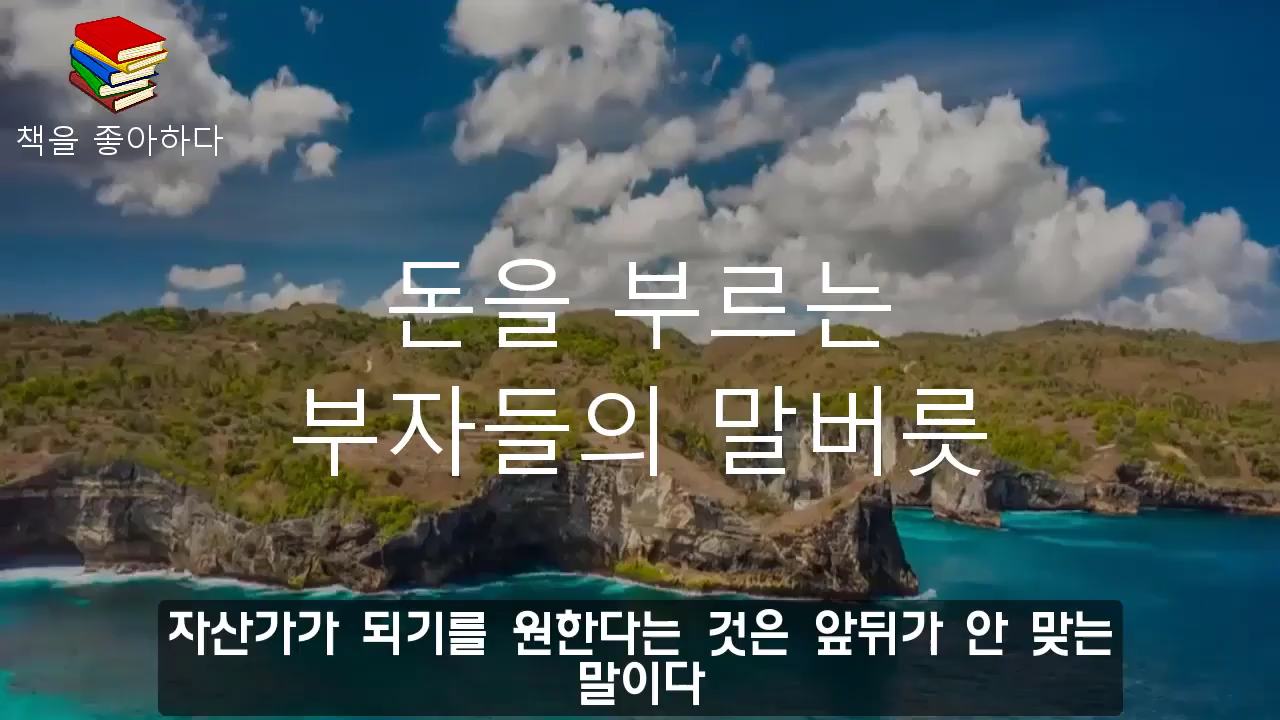 책을 좋아하다
돈을 부르는
부자들의 말버릇
자산가가 되기를 원한다는 것은 앞뒤가 안 맞는
말이다